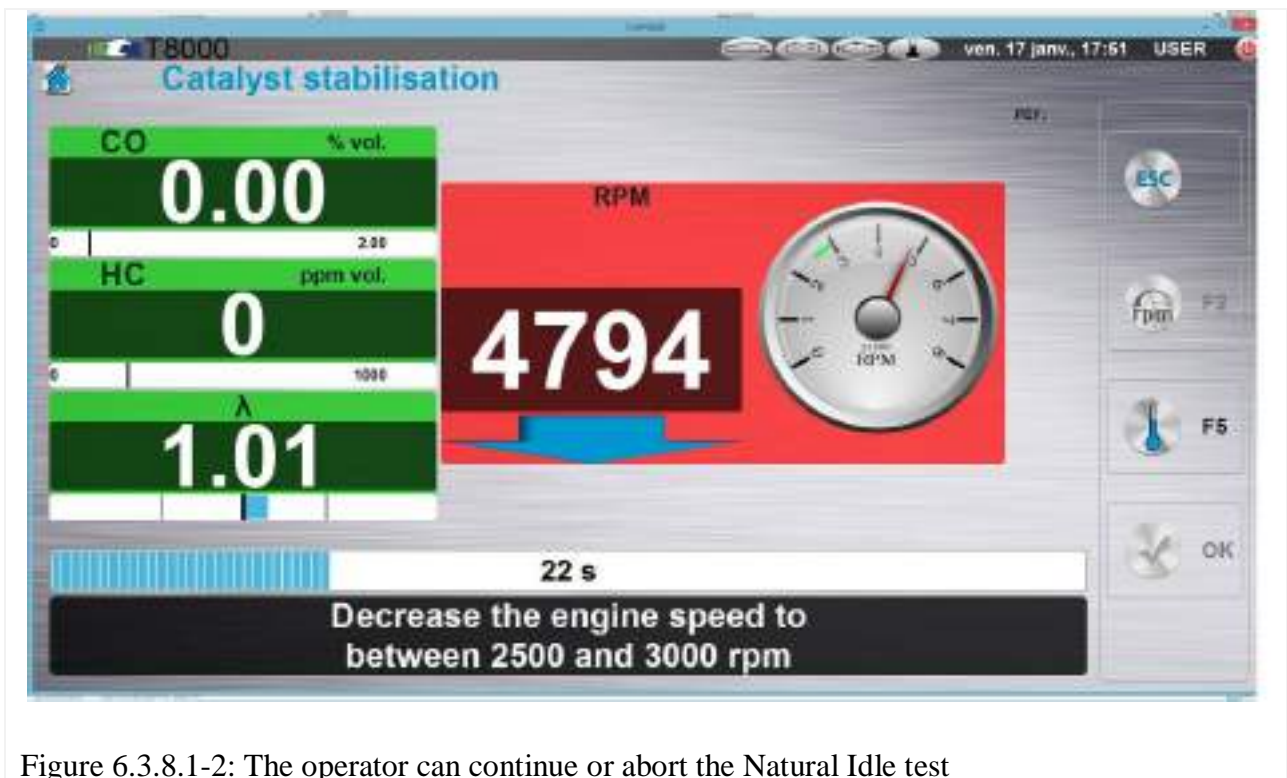 T8000
ven. 17 janv., 17:51 USER
Catalyst stabilisation
REF.
CO % vol.
0.00
0 2.00
HC ppm vol.
0
0 1000
λ
1.01
RPM
4794
RPM
ESC
rpm F2
F5
OK
22 s
Decrease the engine speed to
between 2500 and 3000 rpm
Figure 6.3.8.1-2: The operator can continue or abort the Natural Idle test